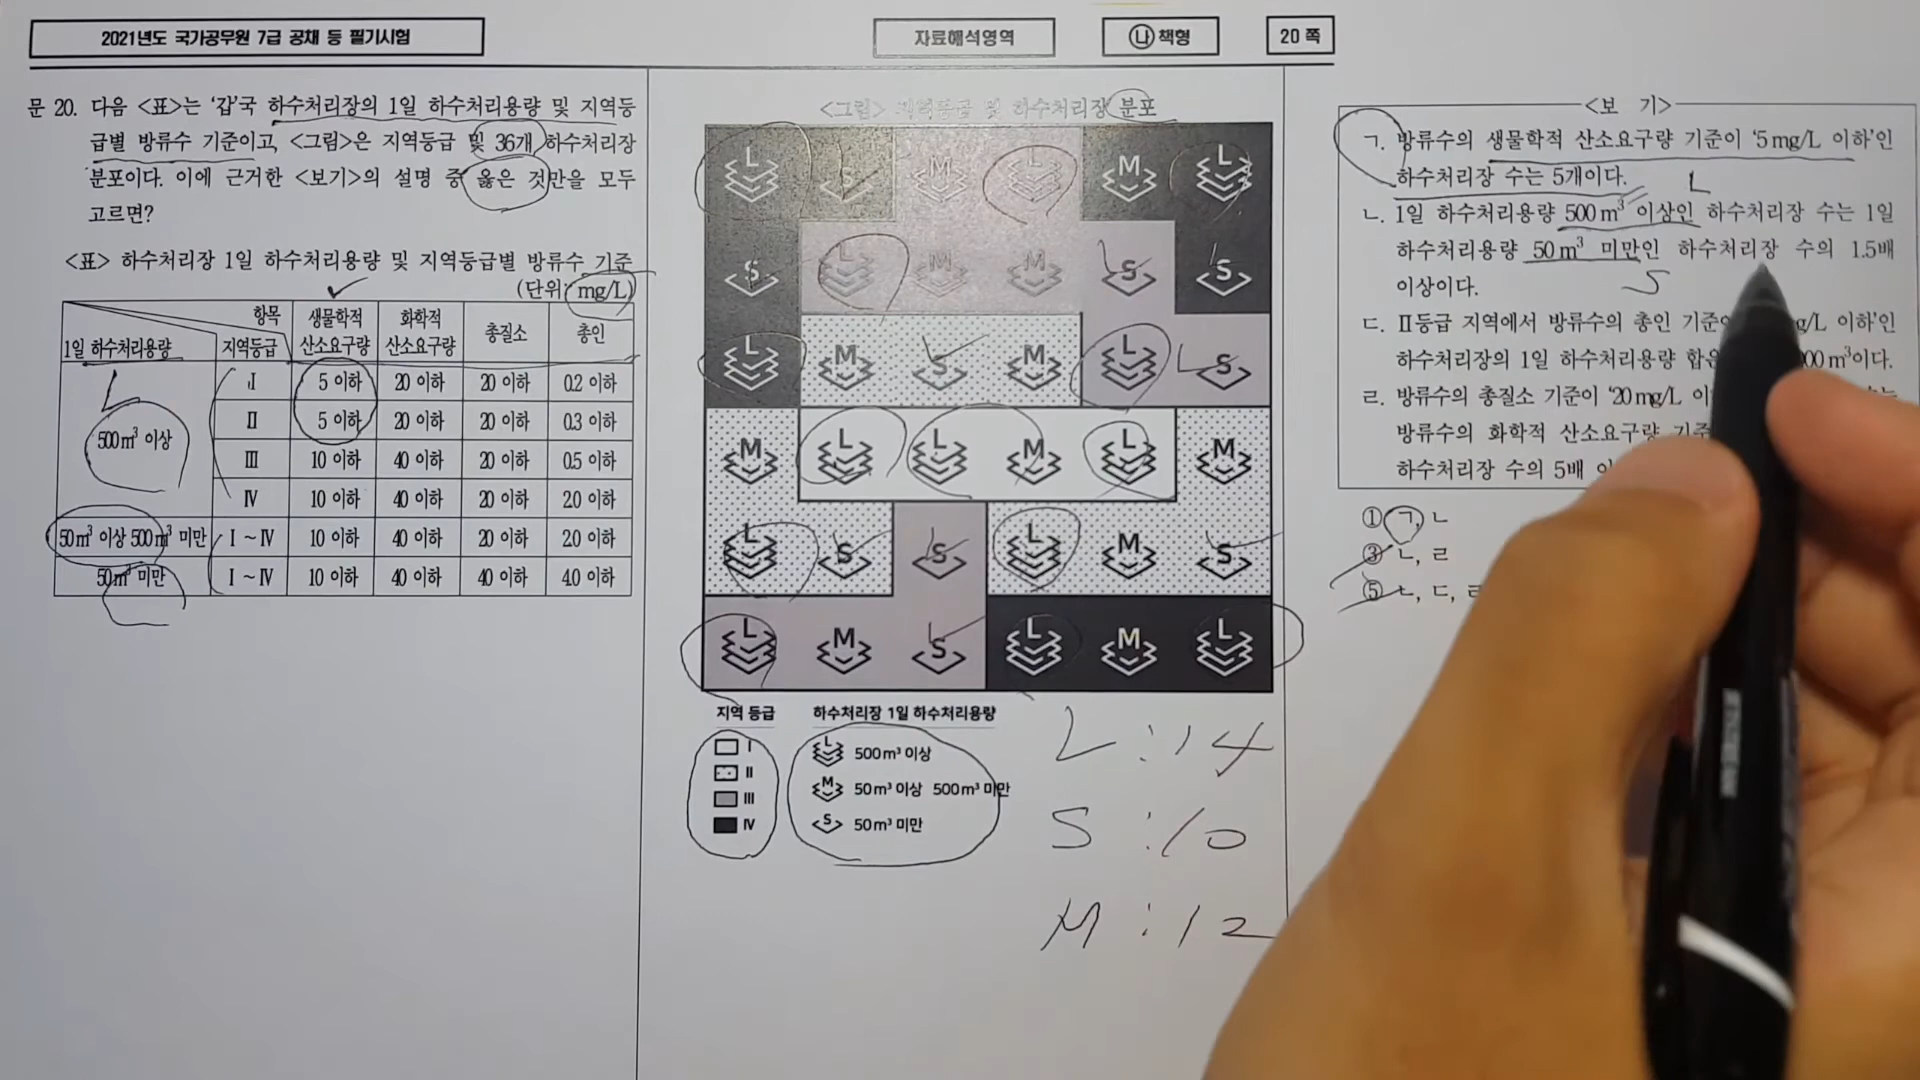 2021년도 국가공무원 7급 공채 등 필기시험
자료해석영역
㉯ 책형
20 쪽
문 20. 다음 <표>는 ‘갑’국 하수처리장의 1일 하수처리용량 및 지역등
급별 방류수 기준이고, <그림>은 지역등급 및 36개 하수처리장
분포이다. 이에 근거한 <보기>의 설명 중 옳은 것만을 모두
고르면?
<표> 하수처리장 1일 하수처리용량 및 지역등급별 방류수 기준
(단위: mg/L)
항목 생물학적 산소요구량 화학적 산소요구량 총질소 총인
1일 하수처리용량 지역등급
L
500㎥ 이상
Ⅰ 5 이하 20 이하 20 이하 0.2 이하
Ⅱ 5 이하 20 이하 20 이하 0.3 이하
Ⅲ 10 이하 40 이하 20 이하 0.5 이하
Ⅳ 10 이하 40 이하 20 이하 2.0 이하
50㎥ 이상 500㎥ 미만 Ⅰ～Ⅳ 10 이하 40 이하 20 이하 2.0 이하
50㎥ 미만 Ⅰ～Ⅳ 10 이하 40 이하 40 이하 4.0 이하
<그림> 지역등급 및 하수처리장 분포
L S M L M L
S L M M S S
L M S M L S
M L L M L M
L S S L M S
L M S L M L
지역 등급
Ⅰ
Ⅱ
Ⅲ
Ⅳ
하수처리장 1일 하수처리용량
L 500㎥ 이상
M 50㎥ 이상 500㎥ 미만
S 50㎥ 미만
L : 14
S : 10
M : 12
<보 기>
ㄱ. 방류수의 생물학적 산소요구량 기준이 ‘5mg/L 이하’인
하수처리장 수는 5개이다.
L
ㄴ. 1일 하수처리용량 500㎥ 이상인 하수처리장 수는 1일
하수처리용량 50㎥ 미만인 하수처리장 수의 1.5배
이상이다.
S
ㄷ. Ⅱ등급 지역에서 방류수의 총인 기준이 g/L 이하’인
하수처리장의 1일 하수처리용량 합은 00㎥이다.
ㄹ. 방류수의 총질소 기준이 ‘20mg/L
방류수의 화학적 산소요구량
하수처리장 수의 5배
① ㄱ, ㄴ
③ ㄴ, ㄹ
⑤ ㄴ, ㄷ, ㄹ